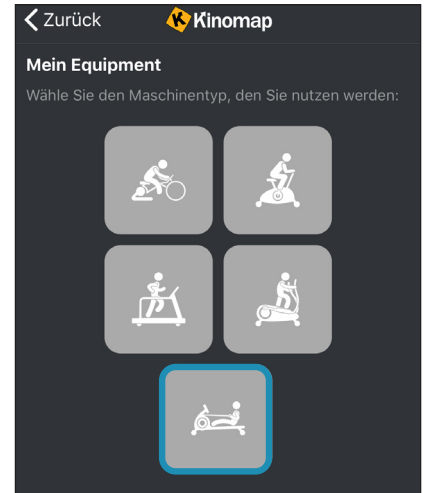 Zurück
Kinomap
Mein Equipment
Wähle Sie den Maschinentyp, den Sie nutzen werden: